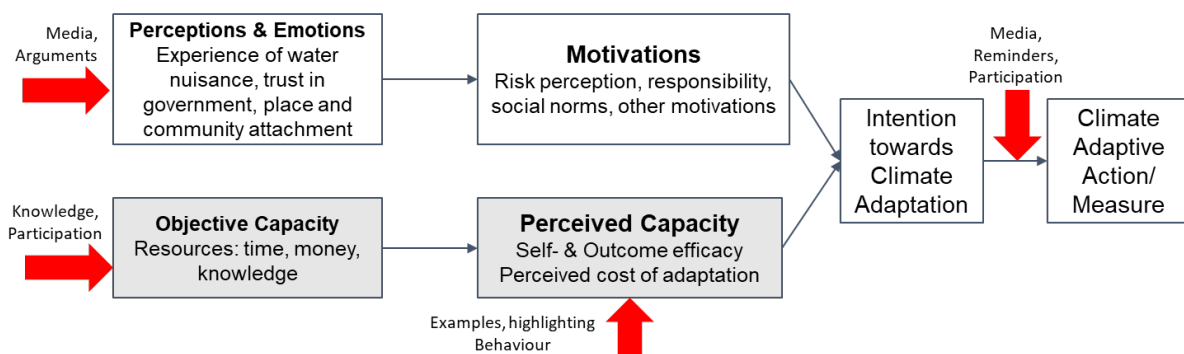 Media,
Arguments
Perceptions & Emotions
Experience of water
nuisance, trust in
government, place and
community attachment
Motivations
Risk perception, responsibility,
social norms, other motivations
Media,
Reminders,
Participation
Intention
towards
Climate
Adaptation
Climate
Adaptive
Action/
Measure
Knowledge,
Participation
Objective Capacity
Resources: time, money,
knowledge
Perceived Capacity
Self- & Outcome efficacy
Perceived cost of adaptation
Examples, highlighting
Behaviour